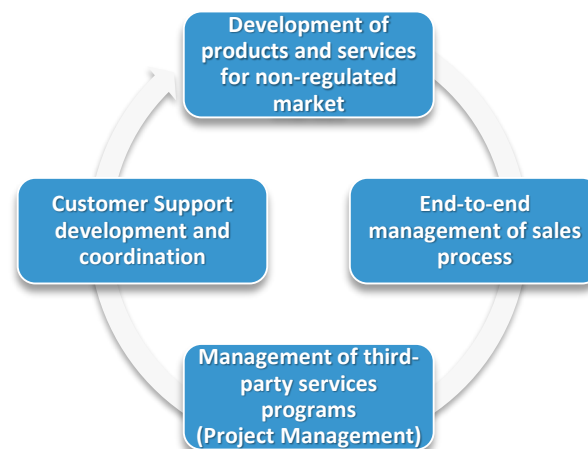 Development of
products and services
for non-regulated
market
Customer Support
development and
coordination
End-to-end
management of sales
process
Management of third-
party services
programs
(Project Management)